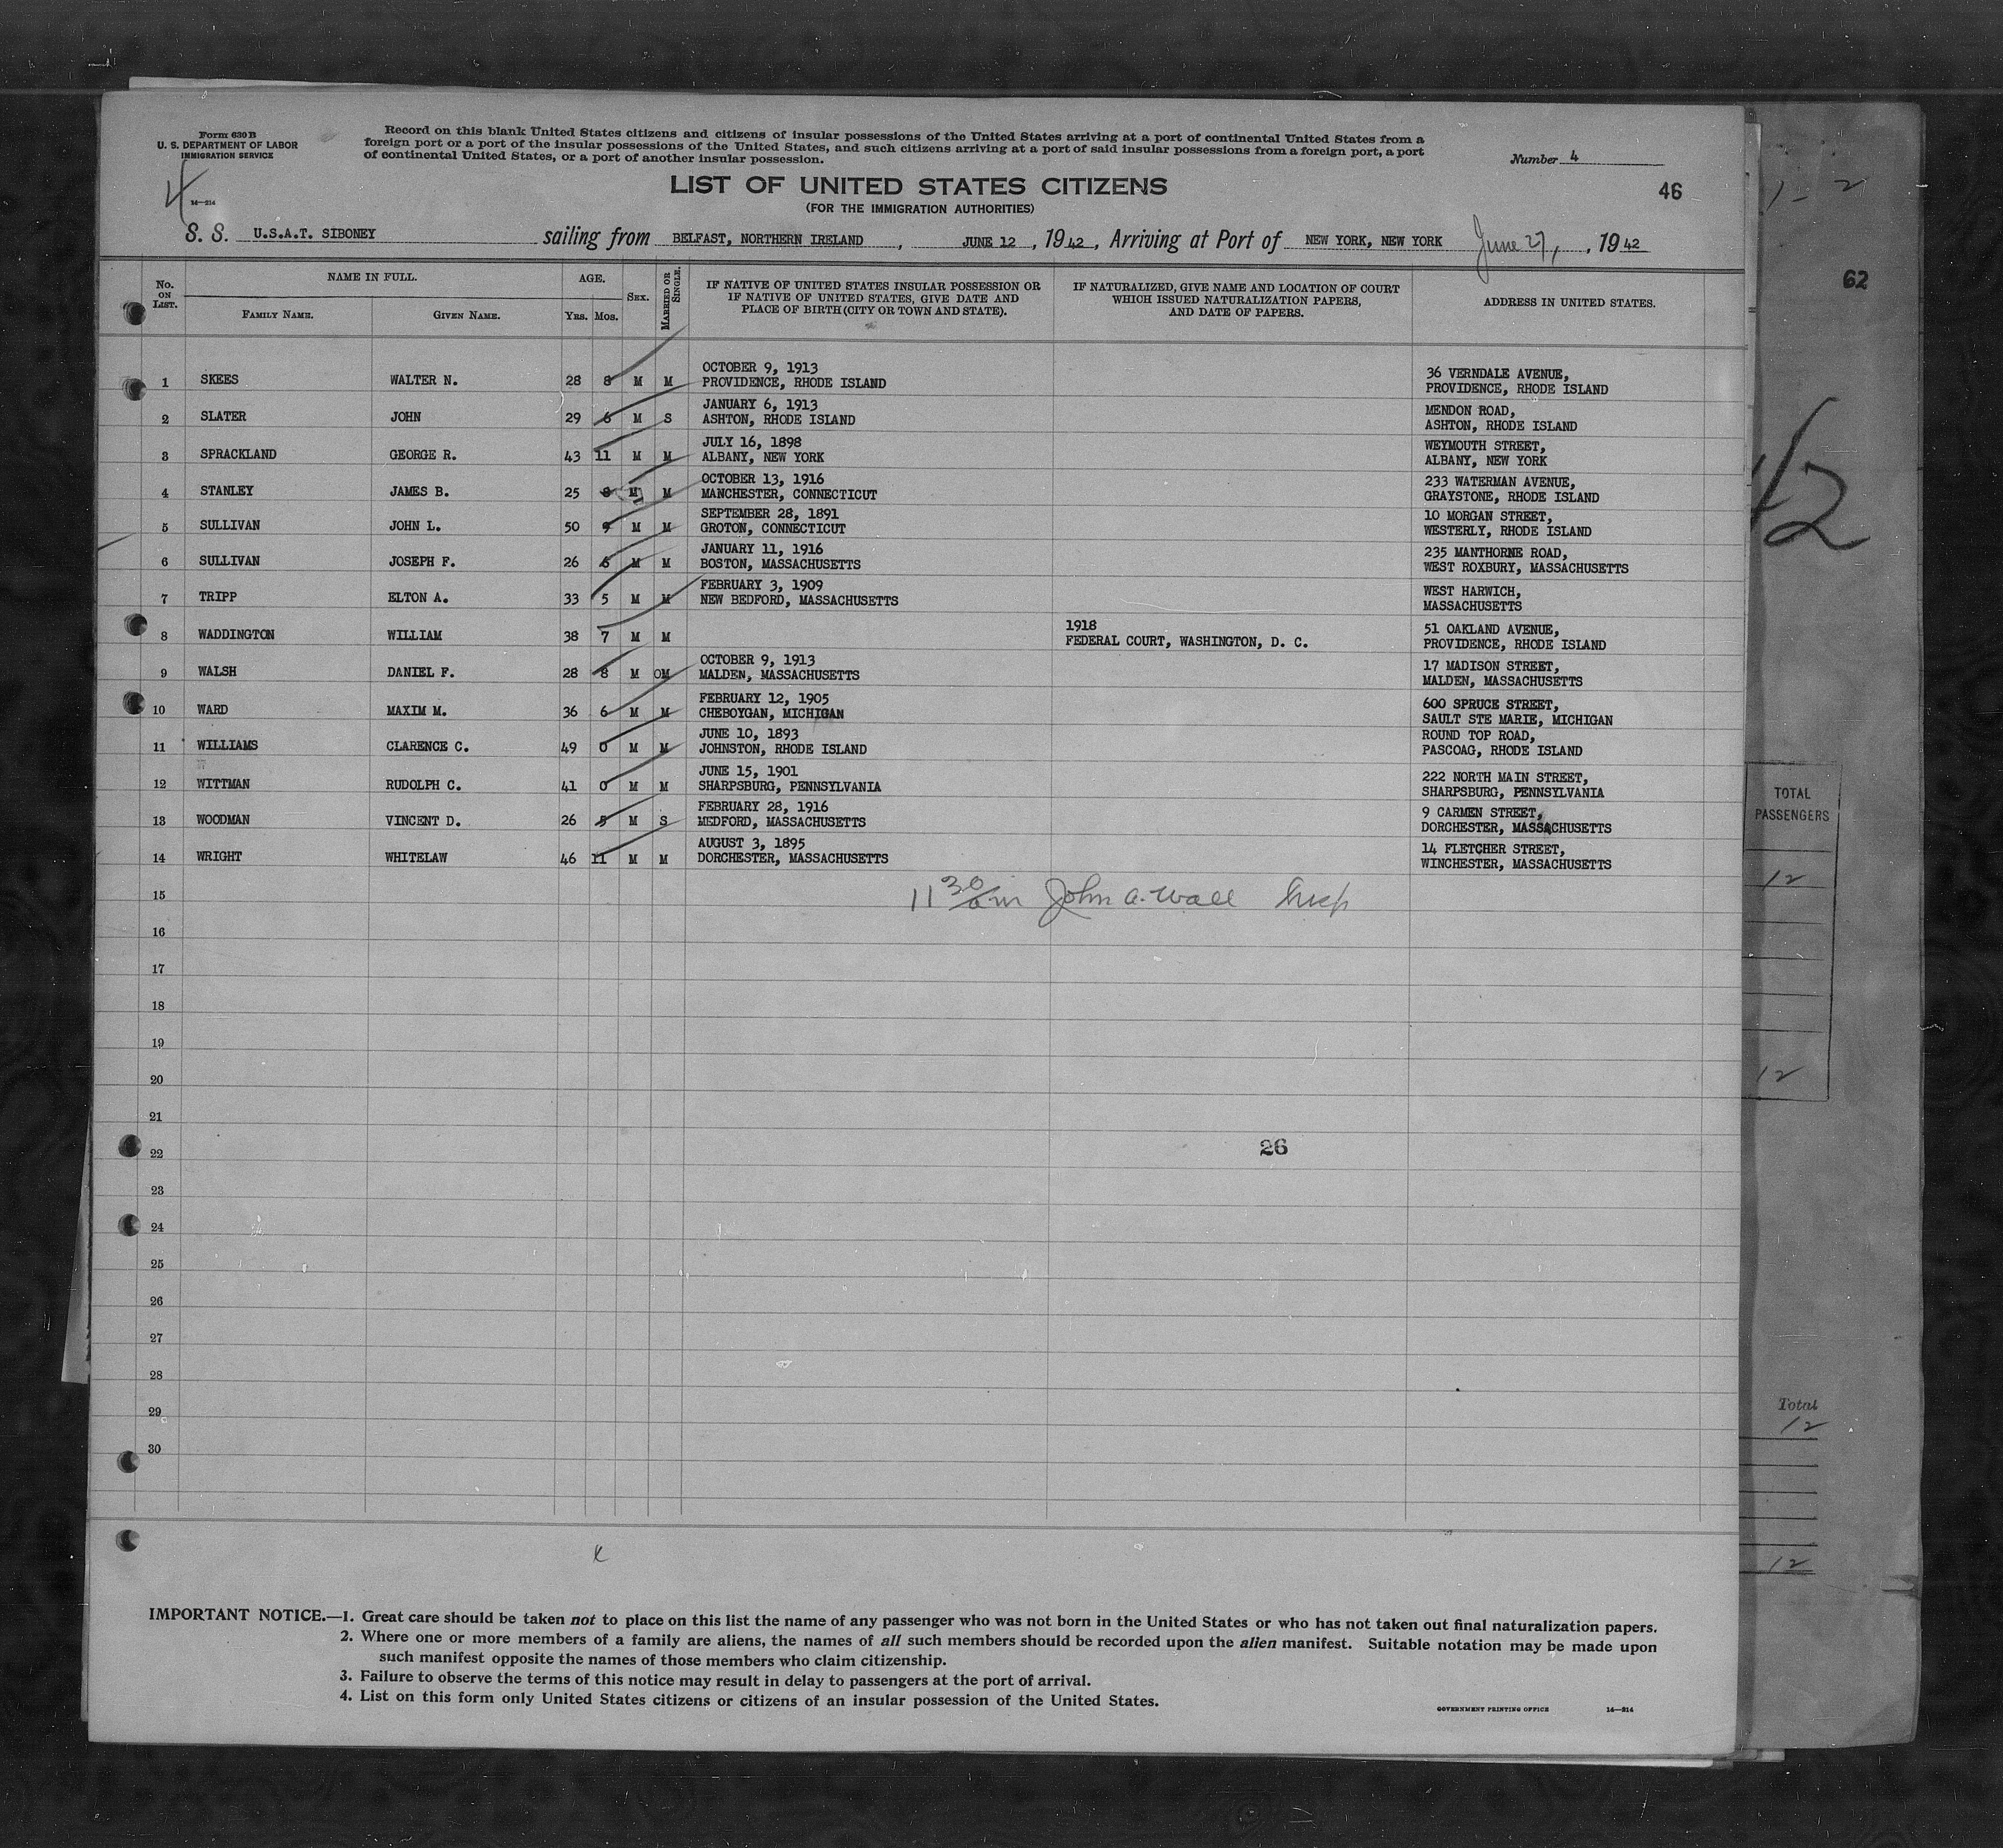 Form 630 B
U. S. DEPARTMENT OF LABOR
IMMIGRATION SERVICE
14—214
4
Record on this blank United States citizens and citizens of insular possessions of the United States arriving at a port of continental United States from a
foreign port or a port of the insular possessions of the United States, and such citizens arriving at a port of said insular possessions from a foreign port, a port
of continental United States, or a port of another insular possession.
Number 4
LIST OF UNITED STATES CITIZENS
46
(FOR THE IMMIGRATION AUTHORITIES)
S. S. U.S.A.T. SIBONEY sailing from BELFAST, NORTHERN IRELAND, JUNE 12, 1942, Arriving at Port of NEW YORK, NEW YORK June 27, , 1942
No. ON LIST.
NAME IN FULL.
FAMILY NAME. GIVEN NAME.
AGE.
YRS. MOS.
SEX.
MARRIED OR SINGLE.
IF NATIVE OF UNITED STATES INSULAR POSSESSION OR
IF NATIVE OF UNITED STATES, GIVE DATE AND
PLACE OF BIRTH (CITY OR TOWN AND STATE).
IF NATURALIZED, GIVE NAME AND LOCATION OF COURT
WHICH ISSUED NATURALIZATION PAPERS,
AND DATE OF PAPERS.
ADDRESS IN UNITED STATES.
OCTOBER 9, 1913 36 VERNDALE AVENUE,
1 SKEES WALTER N. 28 8 M M PROVIDENCE, RHODE ISLAND PROVIDENCE, RHODE ISLAND
JANUARY 6, 1913 MENDON ROAD,
2 SLATER JOHN 29 6 M S ASHTON, RHODE ISLAND ASHTON, RHODE ISLAND
JULY 16, 1898 WEYMOUTH STREET,
3 SPRACKLAND GEORGE R. 43 11 M M ALBANY, NEW YORK ALBANY, NEW YORK
OCTOBER 13, 1916 233 WATERMAN AVENUE,
4 STANLEY JAMES B. 25 8 M M MANCHESTER, CONNECTICUT GRAYSTONE, RHODE ISLAND
SEPTEMBER 28, 1891 10 MORGAN STREET,
5 SULLIVAN JOHN L. 50 9 M M GROTON, CONNECTICUT WESTERLY, RHODE ISLAND
JANUARY 11, 1916 235 MANTHORNE ROAD,
6 SULLIVAN JOSEPH F. 26 6 M M BOSTON, MASSACHUSETTS WEST ROXBURY, MASSACHUSETTS
FEBRUARY 3, 1909 WEST HARWICH,
7 TRIPP ELTON A. 33 5 M M NEW BEDFORD, MASSACHUSETTS MASSACHUSETTS
1918 51 OAKLAND AVENUE,
8 WADDINGTON WILLIAM 38 7 M M FEDERAL COURT, WASHINGTON, D. C. PROVIDENCE, RHODE ISLAND
OCTOBER 9, 1913 17 MADISON STREET,
9 WALSH DANIEL F. 28 8 M OM MALDEN, MASSACHUSETTS MALDEN, MASSACHUSETTS
FEBRUARY 12, 1905 600 SPRUCE STREET,
10 WARD MAXIM M. 36 6 M M CHEBOYGAN, MICHIGAN SAULT STE MARIE, MICHIGAN
JUNE 10, 1893 ROUND TOP ROAD,
11 WILLIAMS CLARENCE C. 49 0 M M JOHNSTON, RHODE ISLAND PASCOAG, RHODE ISLAND
JUNE 15, 1901 222 NORTH MAIN STREET,
12 WITTMAN RUDOLPH C. 41 0 M M SHARPSBURG, PENNSYLVANIA SHARPSBURG, PENNSYLVANIA
FEBRUARY 28, 1916 9 CARMEN STREET,
13 WOODMAN VINCENT D. 26 5 M S MEDFORD, MASSACHUSETTS DORCHESTER, MASSACHUSETTS
AUGUST 3, 1895 14 FLETCHER STREET,
14 WRIGHT WHITELAW 46 11 M M DORCHESTER, MASSACHUSETTS WINCHESTER, MASSACHUSETTS
15 11 30/am John A. Wall Insp
16
17
18
19
20
21
22 26
23
24
25
26
27
28
29
30
IMPORTANT NOTICE.—1. Great care should be taken not to place on this list the name of any passenger who was not born in the United States or who has not taken out final naturalization papers.
2. Where one or more members of a family are aliens, the names of all such members should be recorded upon the alien manifest. Suitable notation may be made upon
such manifest opposite the names of those members who claim citizenship.
3. Failure to observe the terms of this notice may result in delay to passengers at the port of arrival.
4. List on this form only United States citizens or citizens of an insular possession of the United States.
GOVERNMENT PRINTING OFFICE 14—214
62
TOTAL
PASSENGERS
12
12
Total
12
12